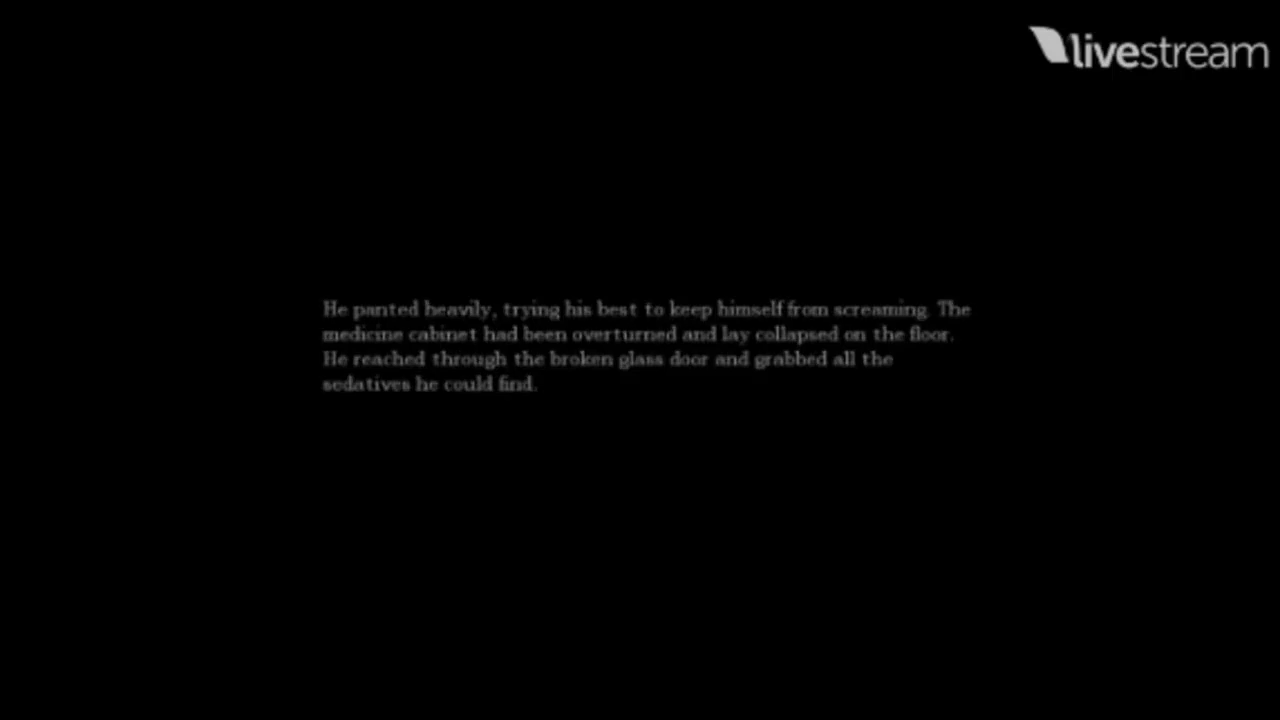 livestream
He panted heavily, trying his best to keep himself from screaming. The
medicine cabinet had been overturned and lay collapsed on the floor.
He reached through the broken glass door and grabbed all the
sedatives he could find.